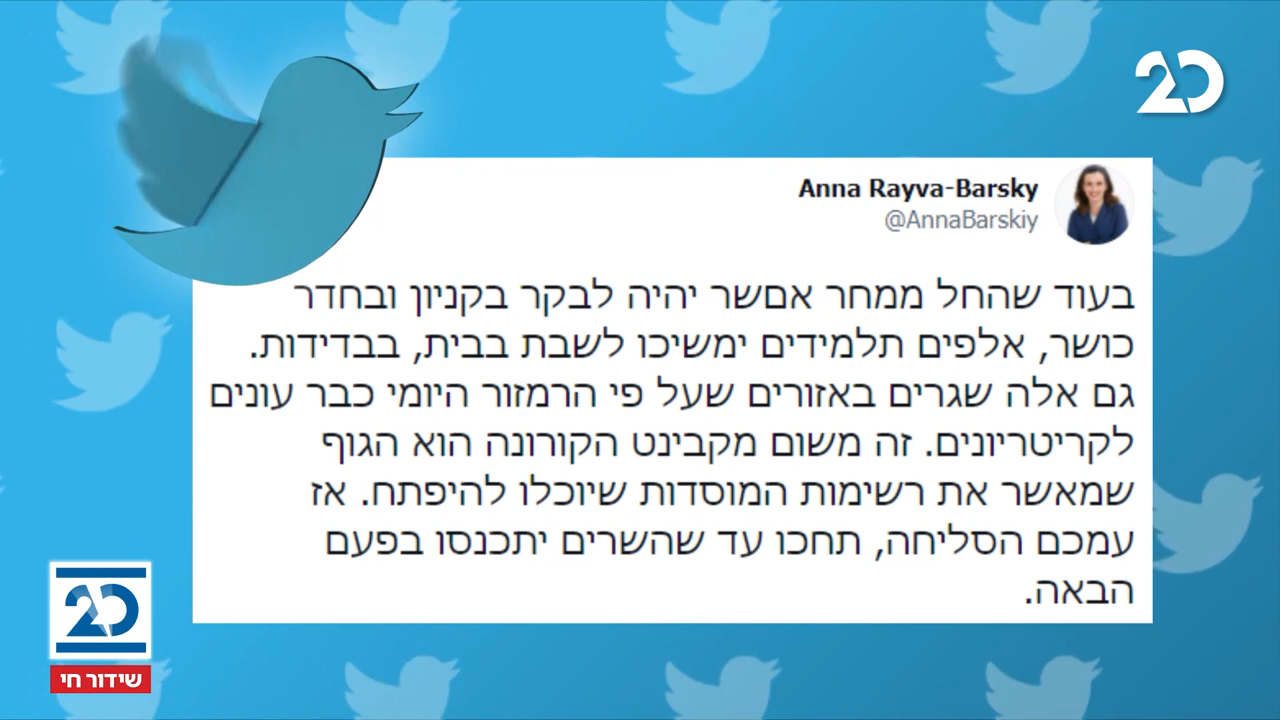 20
Anna Rayva-Barsky
@AnnaBarskiy
בעוד שהחל ממחר אםשר יהיה לבקר בקניון ובחדר
כושר, אלפים תלמידים ימשיכו לשבת בבית, בבדידות.
גם אלה שגרים באזורים שעל פי הרמזור היומי כבר עונים
לקריטריונים. זה משום מקבינט הקורונה הוא הגוף
שמאשר את רשימות המוסדות שיוכלו להיפתח. אז
עמכם הסליחה, תחכו עד שהשרים יתכנסו בפעם
הבאה.
20
שידור חי